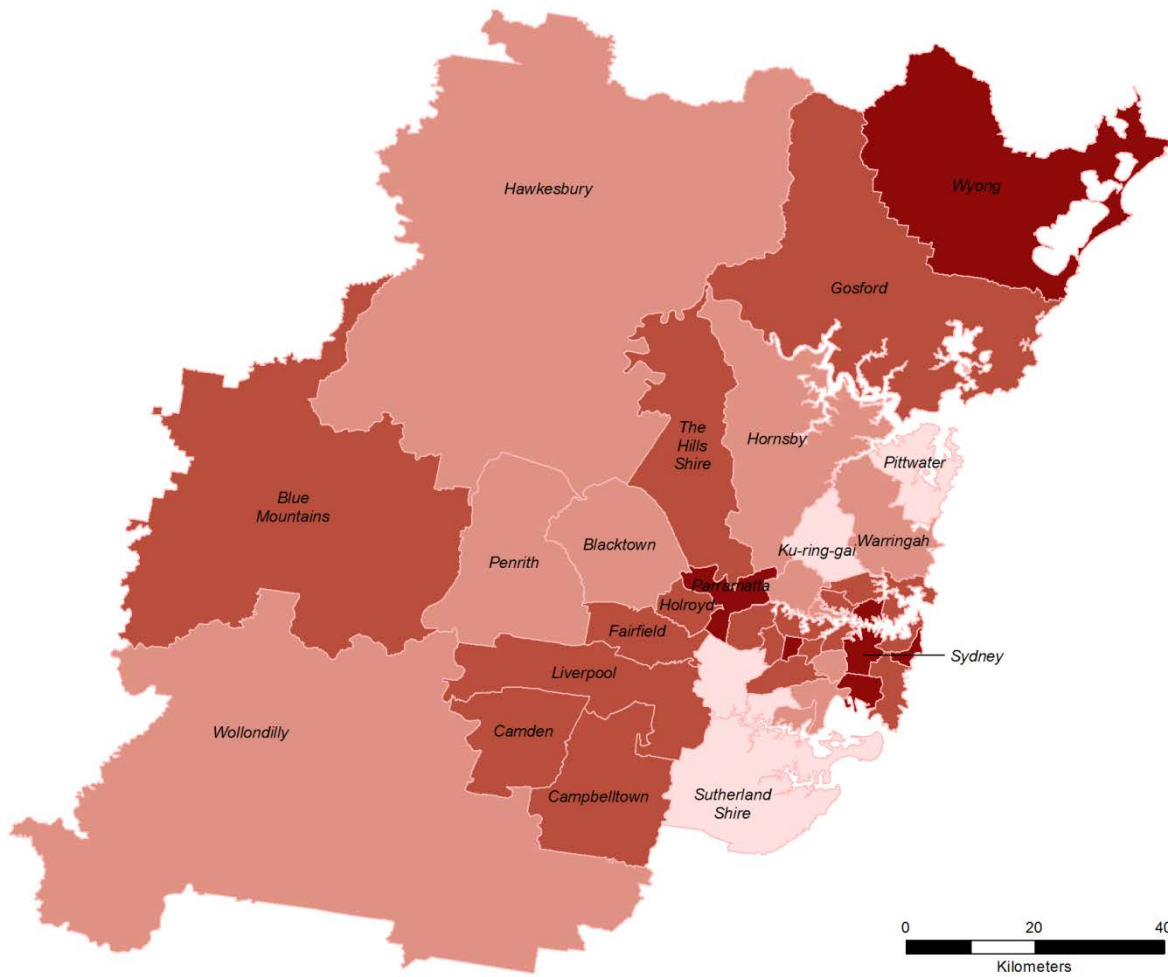 Hawkesbury
Wyong
Gosford
The
Hills
Shire
Hornsby
Pittwater
Blue
Mountains
Ku-ring-gai
Warringah
Blacktown
Penrith
Parramatta
Holroyd
Fairfield
Sydney
Liverpool
Wollondilly
Camden
Campbelltown
Sutherland
Shire
0 20 40
Kilometers